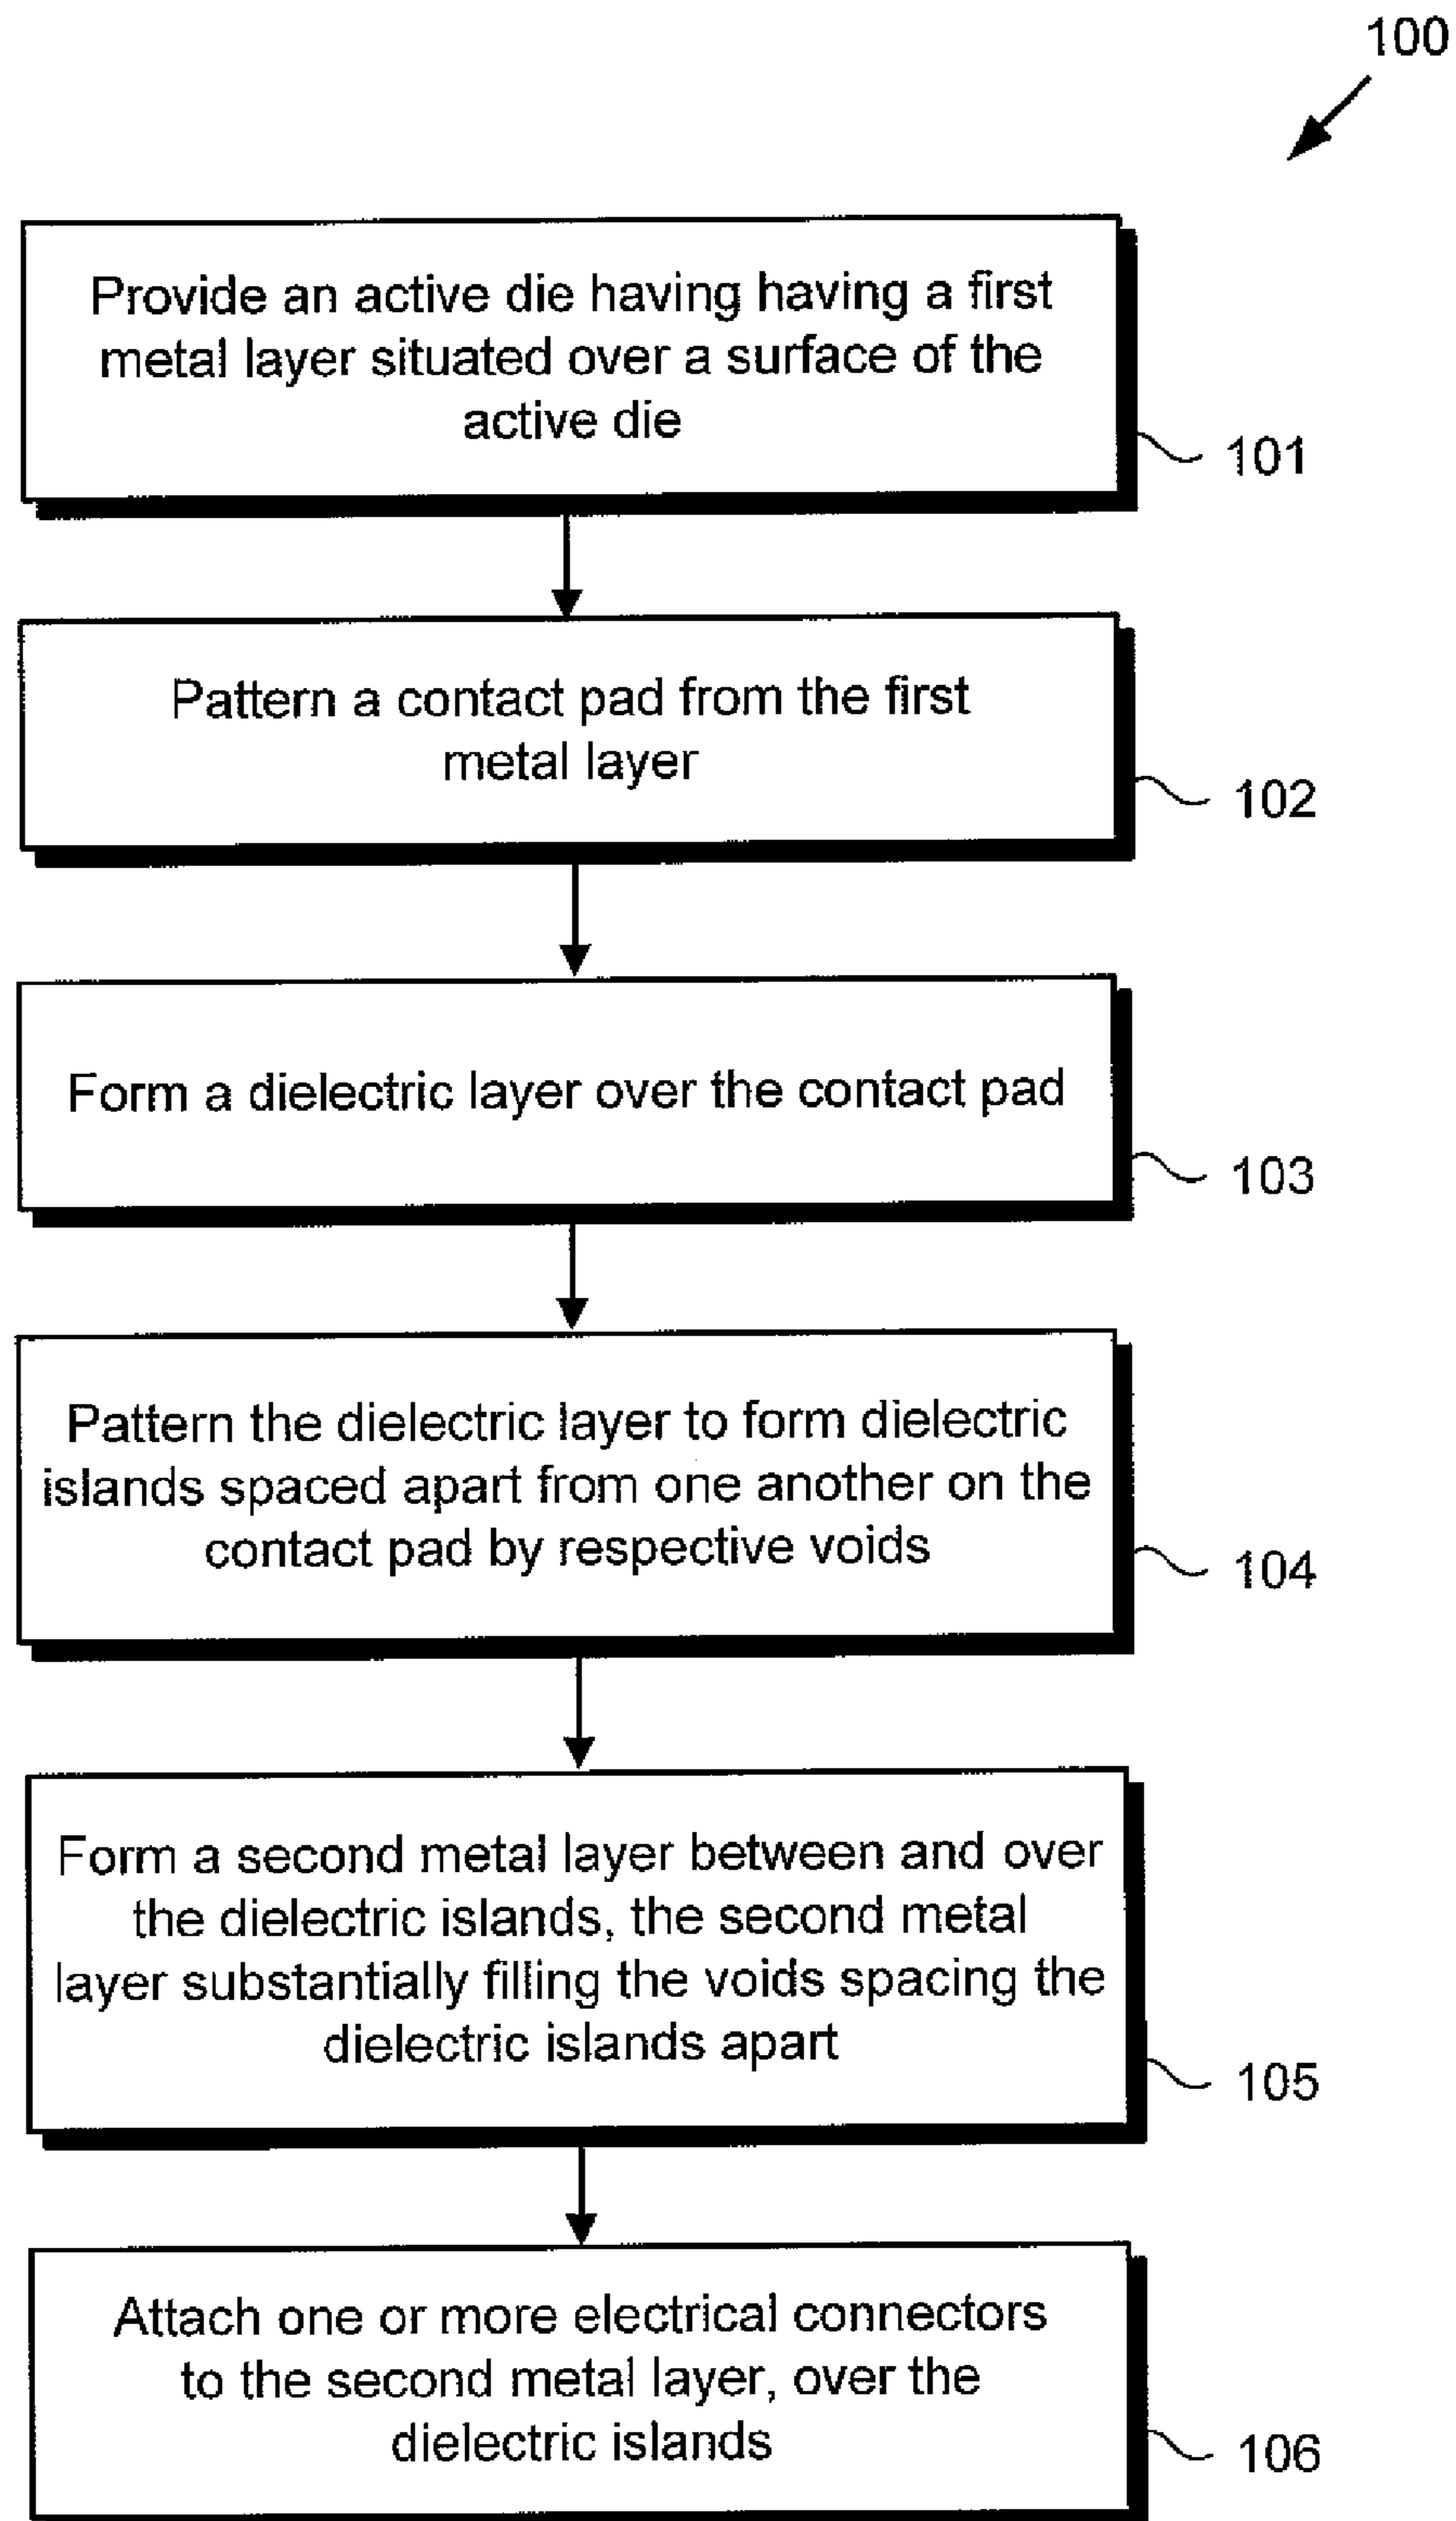 100
Provide an active die having having a first
metal layer situated over a surface of the
active die
101
Pattern a contact pad from the first
metal layer
102
Form a dielectric layer over the contact pad
103
Pattern the dielectric layer to form dielectric
islands spaced apart from one another on the
contact pad by respective voids
104
Form a second metal layer between and over
the dielectric islands, the second metal
layer substantially filling the voids spacing the
dielectric islands apart
105
Attach one or more electrical connectors
to the second metal layer, over the
dielectric islands
106